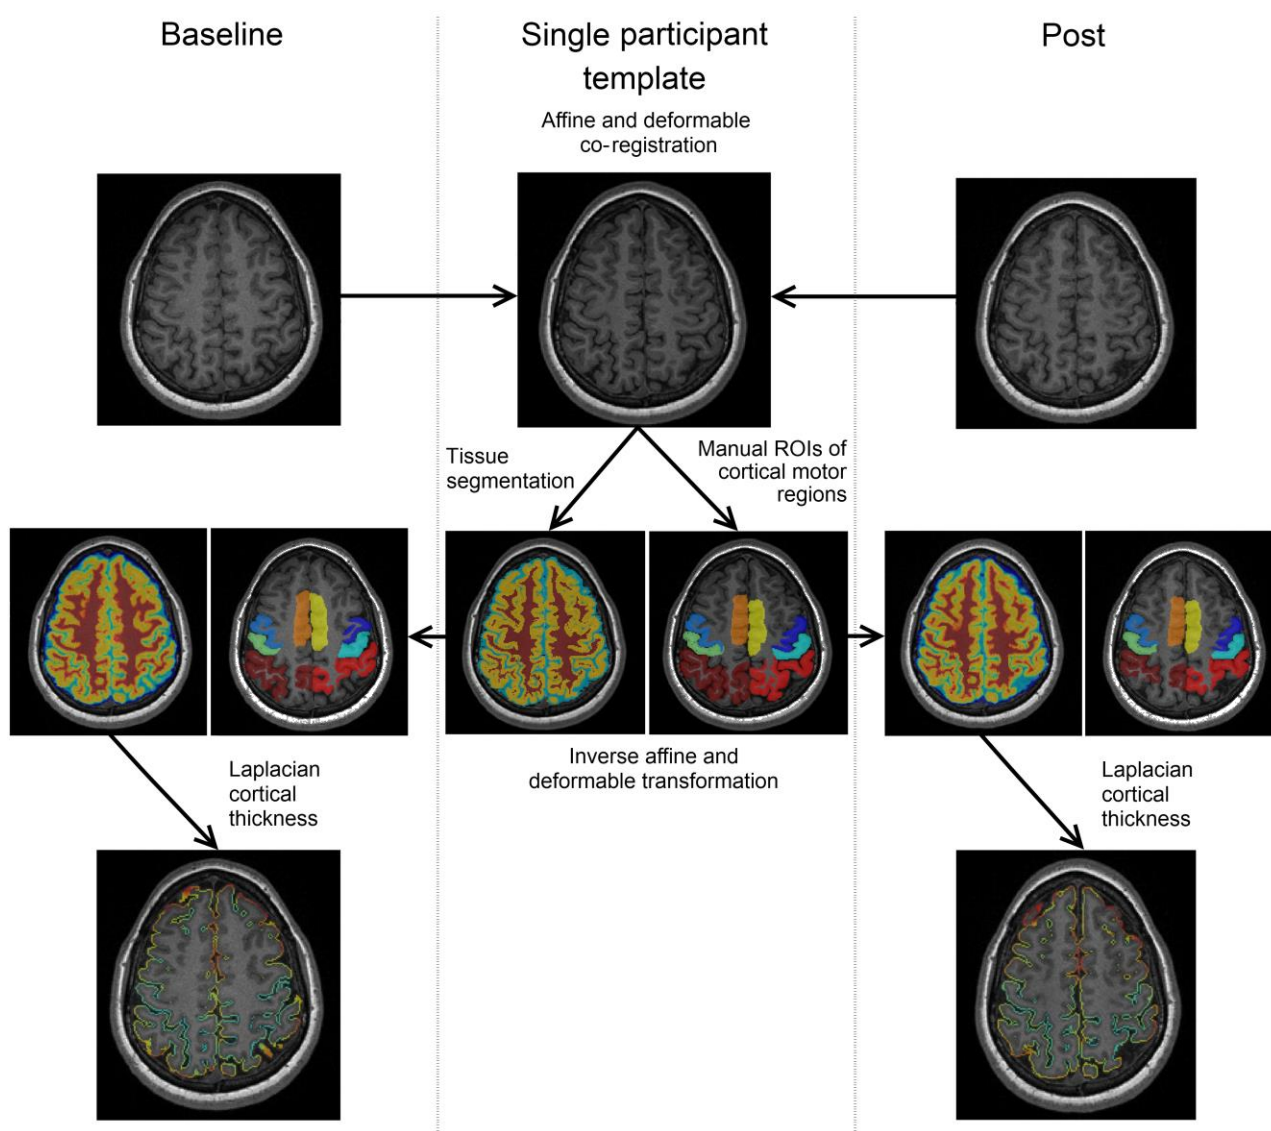 Baseline
Single participant
template
Post
Affine and deformable
co-registration
Tissue
segmentation
Manual ROIs of
cortical motor
regions
Inverse affine and
deformable transformation
Laplacian
cortical
thickness
Laplacian
cortical
thickness